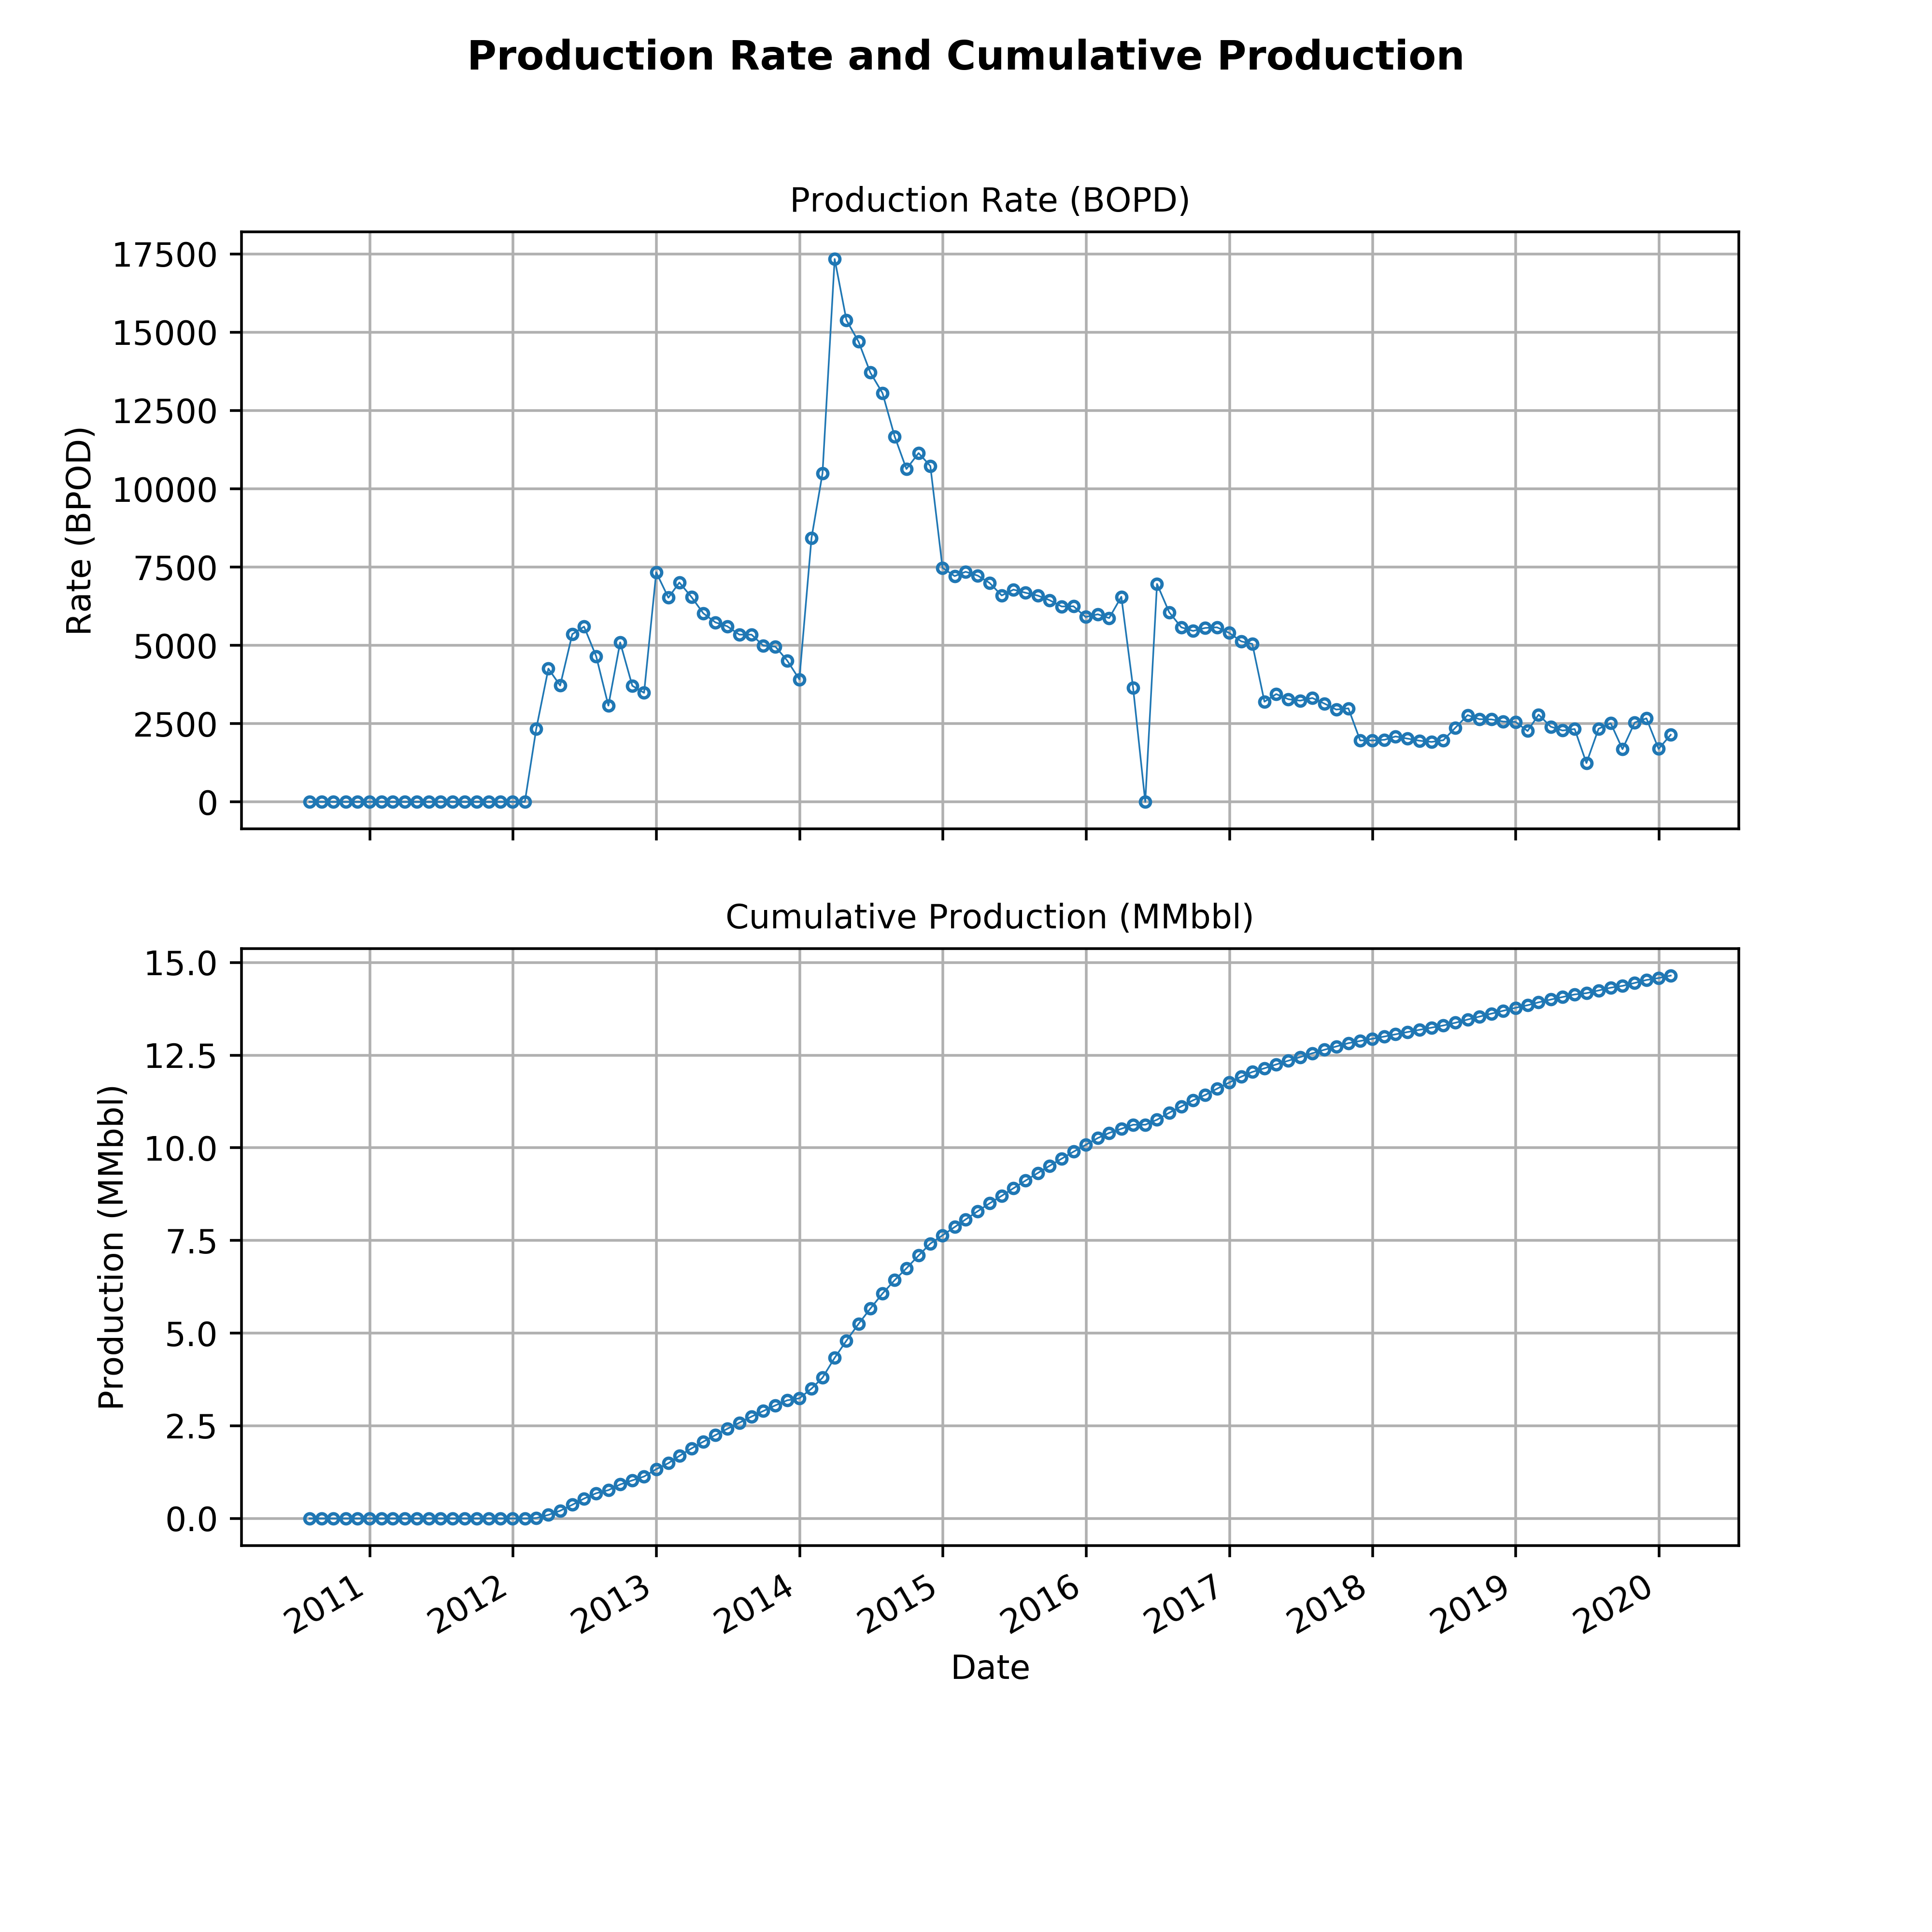 Production Rate and Cumulative Production
Production Rate (BOPD)
17500
15000
12500
10000
7500
5000
2500
0
Rate (BPOD)
Cumulative Production (MMbbl)
15.0
12.5
10.0
7.5
5.0
2.5
0.0
Production (MMbbl)
2011 2012 2013 2014 2015 2016 2017 2018 2019 2020
Date